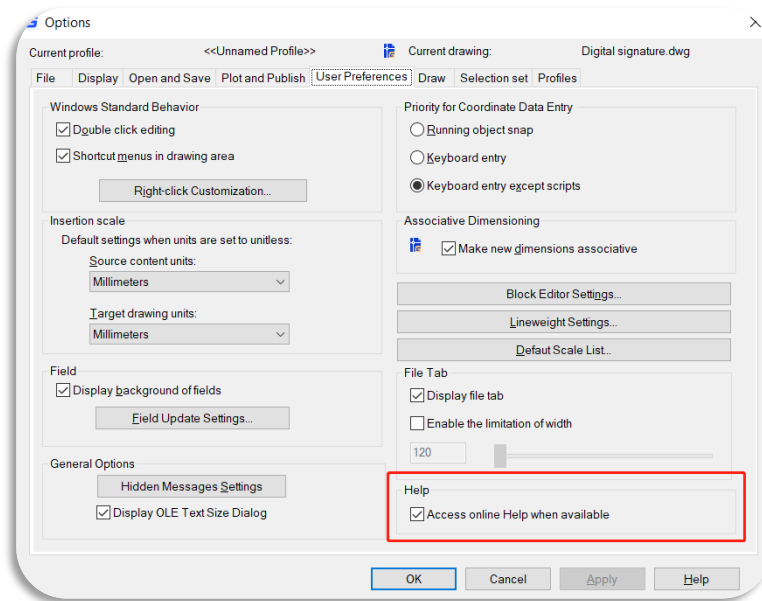 Options
Current profile: <<Unnamed Profile>> Current drawing: Digital signature.dwg
File Display Open and Save Plot and Publish User Preferences Draw Selection set Profiles
Windows Standard Behavior
Double click editing
Shortcut menus in drawing area
Right-click Customization...
Insertion scale
Default settings when units are set to unitless:
Source content units:
Millimeters
Target drawing units:
Millimeters
Field
Display background of fields
Field Update Settings...
General Options
Hidden Messages Settings
Display OLE Text Size Dialog
Priority for Coordinate Data Entry
Running object snap
Keyboard entry
Keyboard entry except scripts
Associative Dimensioning
Make new dimensions associative
Block Editor Settings...
Lineweight Settings...
Defaut Scale List...
File Tab
Display file tab
Enable the limitation of width
120
Help
Access online Help when available
OK Cancel Apply Help